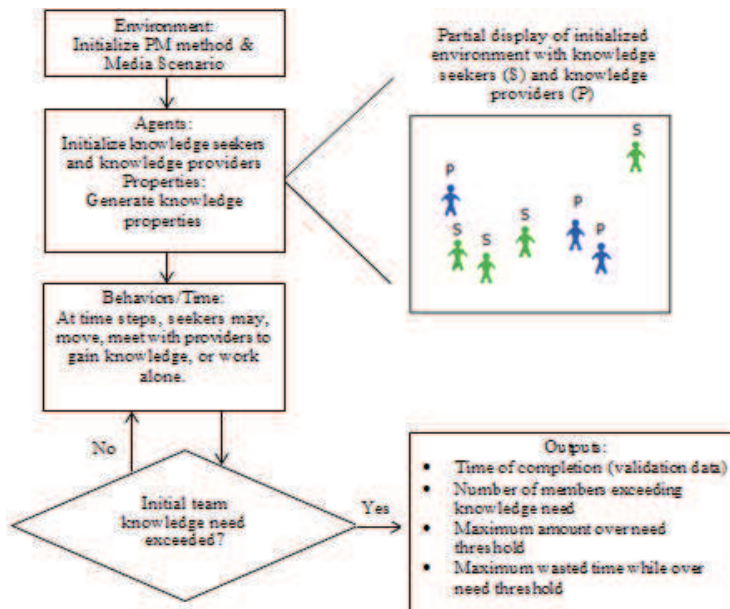 Environment:
Initialize PM method &
Media Scenario
Partial display of initialized
environment with knowledge
seekers (S) and knowledge
providers (P)
Agents:
Initialize knowledge seekers
and knowledge providers
Properties:
Generate knowledge
properties
S
P
S
S
S
P
P
Behaviors/Time:
At time steps, seekers may,
move, meet with providers to
gain knowledge, or work
alone.
No
Initial team
knowledge need
exceeded?
Yes
Outputs:
• Time of completion (validation data)
• Number of members exceeding
knowledge need
• Maximum amount over need
threshold
• Maximum wasted time while over
need threshold